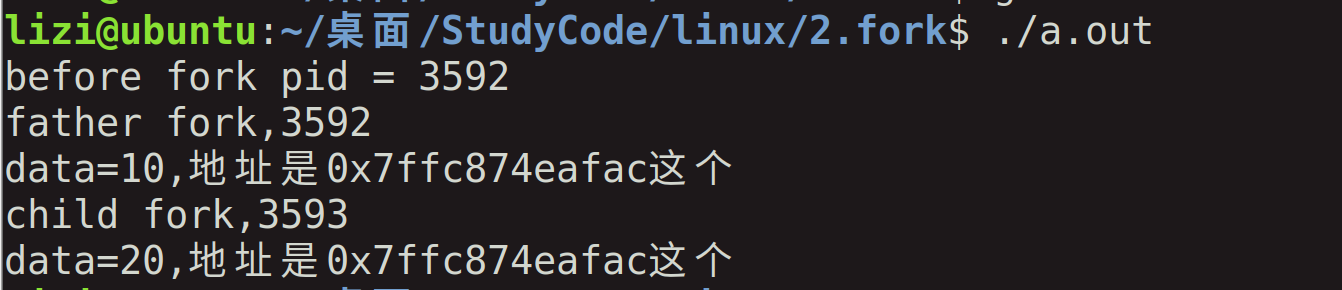 lizi@ubuntu:~/桌面/StudyCode/linux/2.fork$ ./a.out
before fork pid = 3592
father fork,3592
data=10,地址是0x7ffc874eafac这个
child fork,3593
data=20,地址是0x7ffc874eafac这个